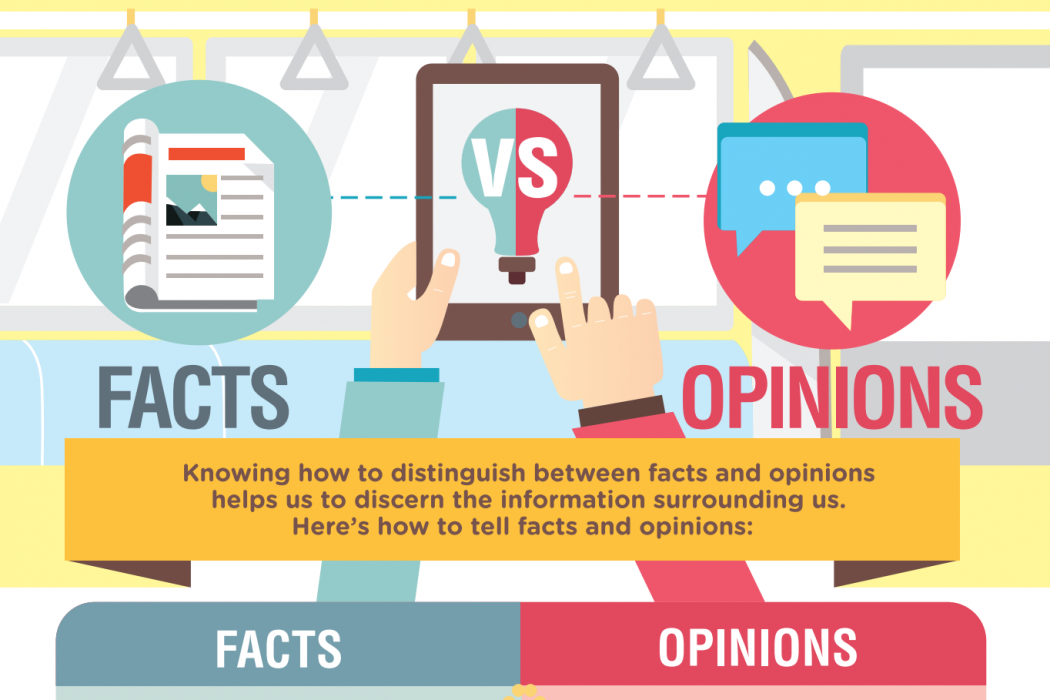 VS
FACTS
OPINIONS
Knowing how to distinguish between facts and opinions
helps us to discern the information surrounding us.
Here's how to tell facts and opinions:
FACTS
OPINIONS